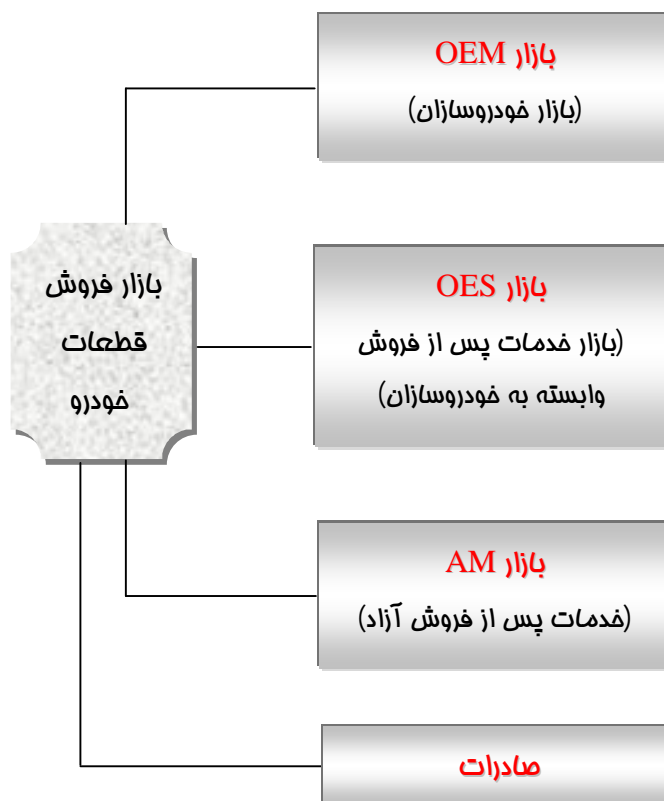 بازار OEM
(بازار خودروسازان)
بازار فروش
قطعات
خودرو
بازار OES
(بازار خدمات پس از فروش
وابسته به خودروسازان)
بازار AM
(خدمات پس از فروش آزاد)
صادرات